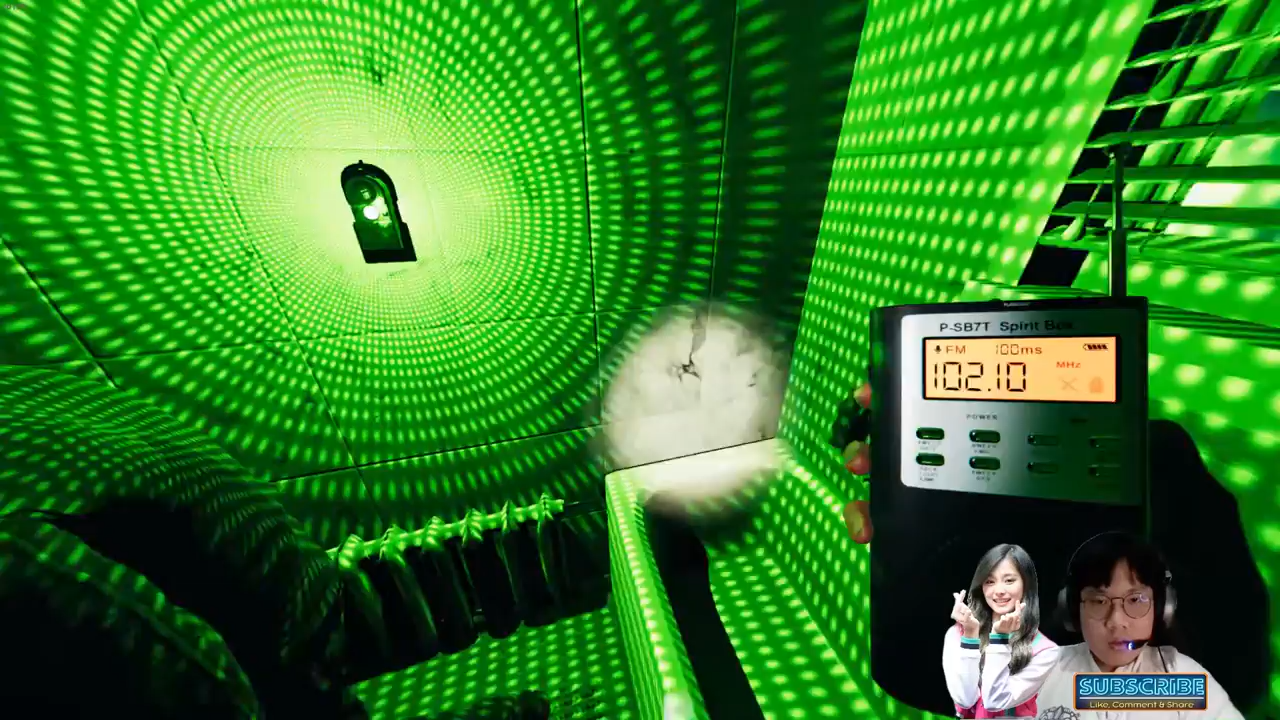 P-SB7T Spirit Box
FM 100ms
102.10 MHz
POWER
SUBSCRIBE
Like, Comment & Share